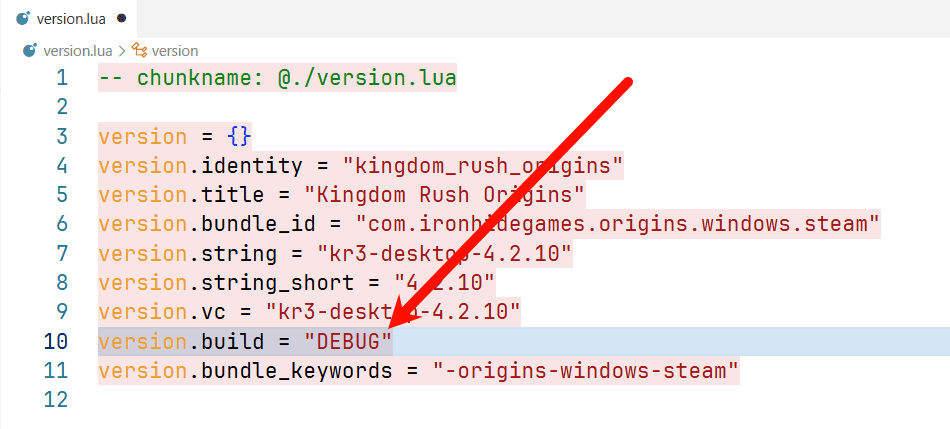 version.lua
version.lua > version
1 -- chunkname: @./version.lua
2
3 version = {}
4 version.identity = "kingdom_rush_origins"
5 version.title = "Kingdom Rush Origins"
6 version.bundle_id = "com.ironhidegames.origins.windows.steam"
7 version.string = "kr3-desktop-4.2.10"
8 version.string_short = "4.2.10"
9 version.vc = "kr3-desktop-4.2.10"
10 version.build = "DEBUG"
11 version.bundle_keywords = "-origins-windows-steam"
12